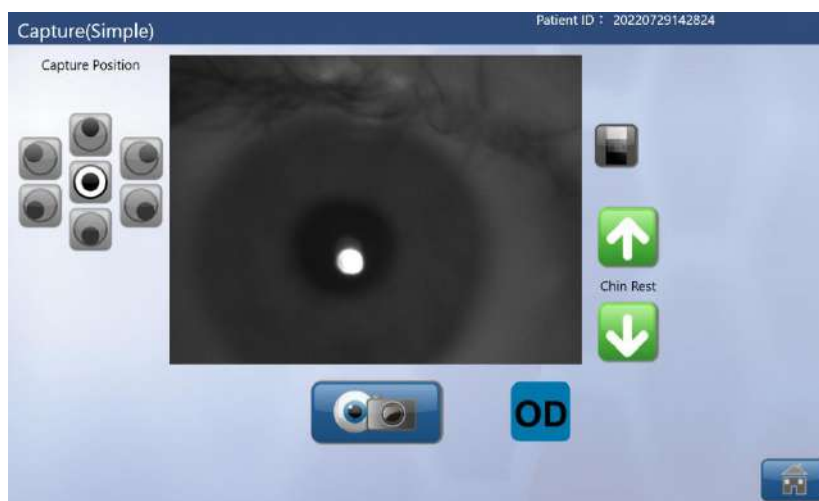 Capture(Simple)
Patient ID： 20220729142824
Capture Position
Chin Rest
OD